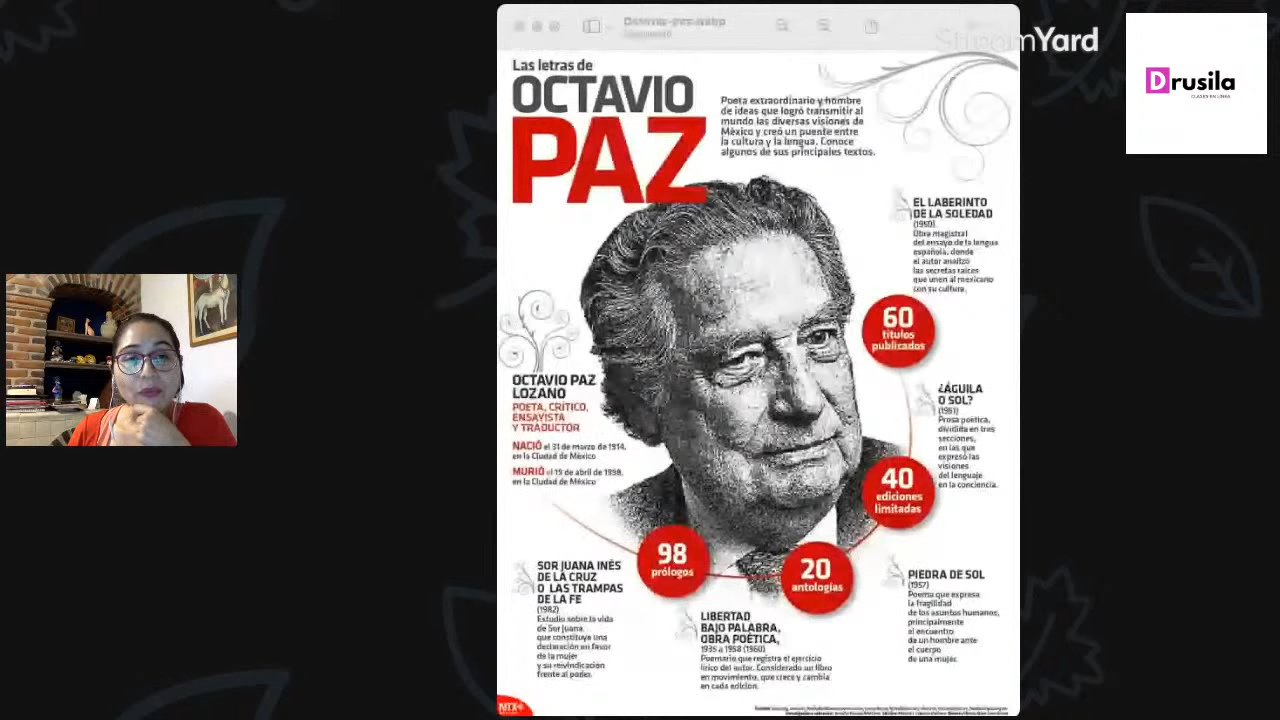 StreamYard
Drusila
CLASES EN LÍNEA
Las letras de
OCTAVIO
PAZ
Poeta extraordinario y hombre
de ideas que logró transmitir al
mundo las diversas visiones de
México y creó un puente entre
la cultura y la lengua. Conoce
algunos de sus principales textos.
EL LABERINTO
DE LA SOLEDAD
(1950)
Obra magistral
del ensayo de la lengua
española, donde
el autor analizó
las secretas raíces
que unen al mexicano
con su cultura.
60
títulos
publicados
OCTAVIO PAZ
LOZANO
POETA, CRÍTICO,
ENSAYISTA
Y TRADUCTOR
NACIÓ el 31 de marzo de 1914,
en la Ciudad de México
MURIÓ el 19 de abril de 1998,
en la Ciudad de México
¿ÁGUILA
O SOL?
(1951)
Prosa poética,
dividida en tres
secciones,
en las que
expresó las
visiones
del lenguaje
en la conciencia.
40
ediciones
limitadas
98
prólogos
20
antologías
SOR JUANA INÉS
DE LA CRUZ
O LAS TRAMPAS
DE LA FE
(1982)
Estudio sobre la vida
de Sor Juana,
que constituye una
declaración en favor
de la mujer
y su reivindicación
frente al poder.
LIBERTAD
BAJO PALABRA,
OBRA POÉTICA,
1935 a 1958 (1960)
Poemario que registra el ejercicio
lírico del autor. Considerado un libro
en movimiento, que crece y cambia
en cada edición.
PIEDRA DE SOL
(1957)
Poema que expresa
la fragilidad
de los asuntos humanos,
principalmente
el encuentro
de un hombre ante
el cuerpo
de una mujer.
NTX